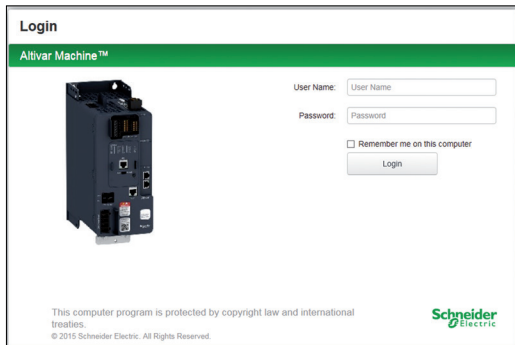 Login
Altivar Machine™
User Name: User Name
Password: Password
Remember me on this computer
Login
This computer program is protected by copyright law and international
treaties.
© 2015 Schneider Electric. All Rights Reserved.
Schneider
Electric